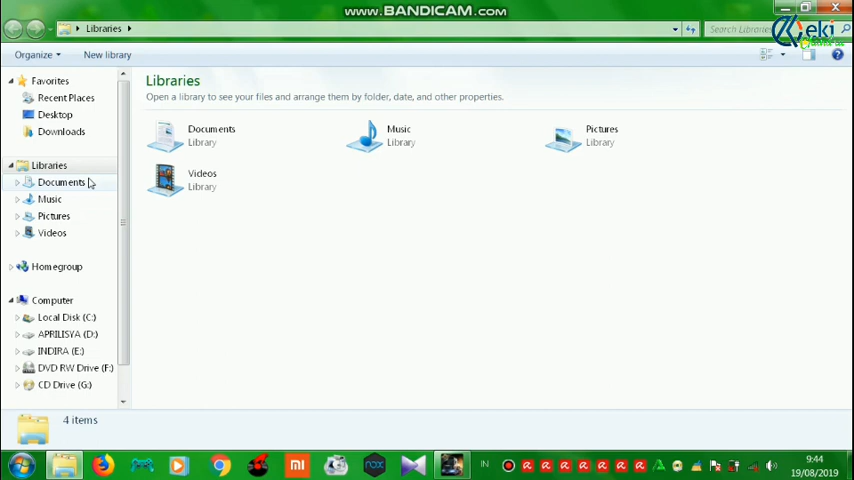 WWW.BANDICAM.COM
Libraries
Search Libraries
eki
Organize
New library
Favorites
Recent Places
Desktop
Downloads
Libraries
Documents
Music
Pictures
Videos
Homegroup
Computer
Local Disk (C:)
APRILISYA (D:)
INDIRA (E:)
DVD RW Drive (F:)
CD Drive (G:)
Libraries
Open a library to see your files and arrange them by folder, date, and other properties.
Documents
Library
Music
Library
Pictures
Library
Videos
Library
4 items
nox
IN
9:44
19/08/2019